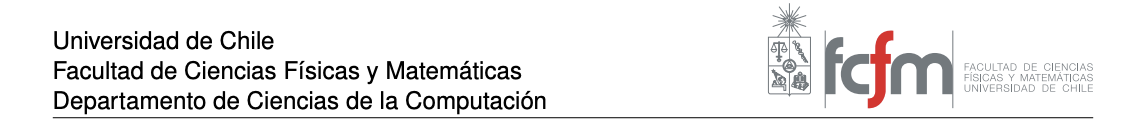 Universidad de Chile
Facultad de Ciencias Físicas y Matemáticas
Departamento de Ciencias de la Computación
fcfm
FACULTAD DE CIENCIAS
FÍSICAS Y MATEMÁTICAS
UNIVERSIDAD DE CHILE